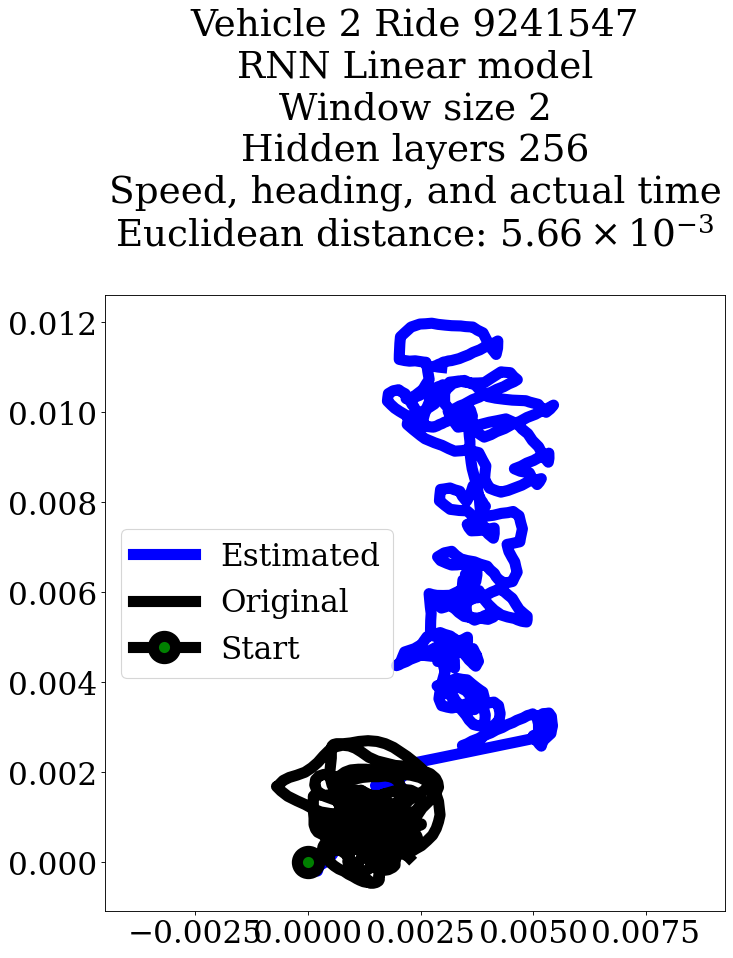 Vehicle 2 Ride 9241547
RNN Linear model
Window size 2
Hidden layers 256
Speed, heading, and actual time
Euclidean distance: 5.66 × 10⁻³
0.012
0.010
0.008
0.006
0.004
0.002
0.000
Estimated
Original
Start
−0.0025 0.0000 0.0025 0.0050 0.0075